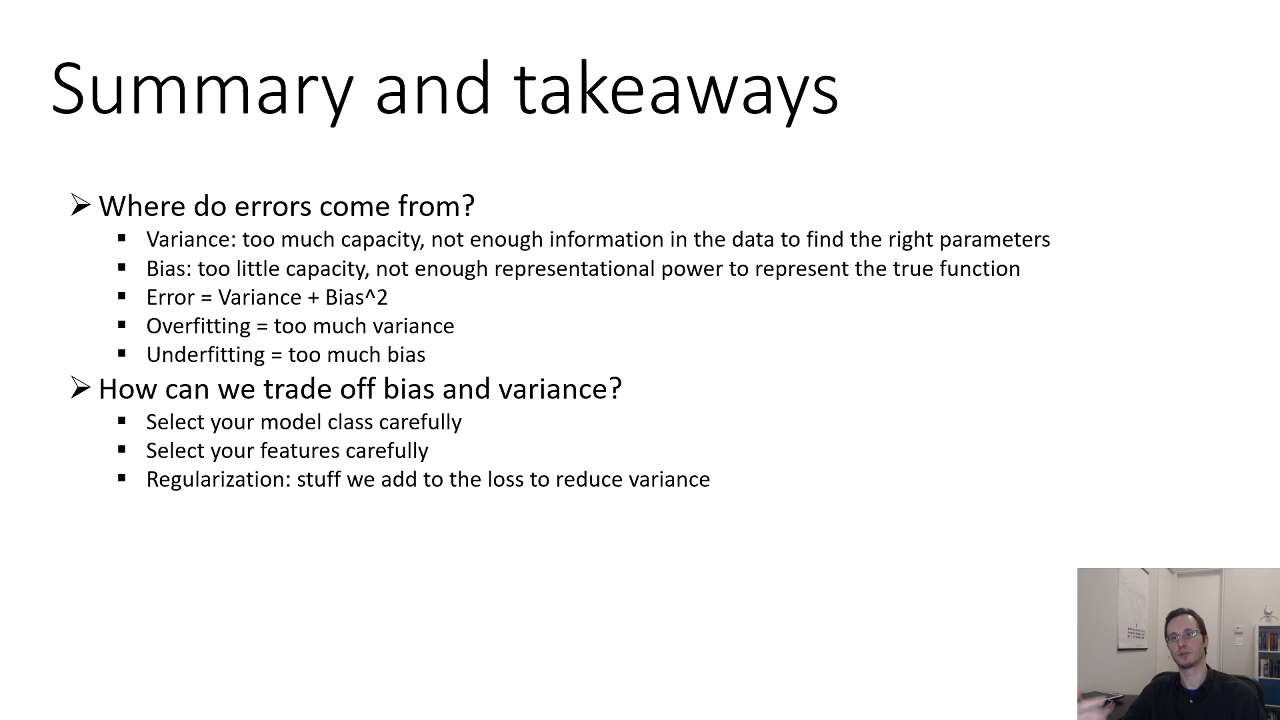 Summary and takeaways
Where do errors come from?
Variance: too much capacity, not enough information in the data to find the right parameters
Bias: too little capacity, not enough representational power to represent the true function
Error = Variance + Bias^2
Overfitting = too much variance
Underfitting = too much bias
How can we trade off bias and variance?
Select your model class carefully
Select your features carefully
Regularization: stuff we add to the loss to reduce variance